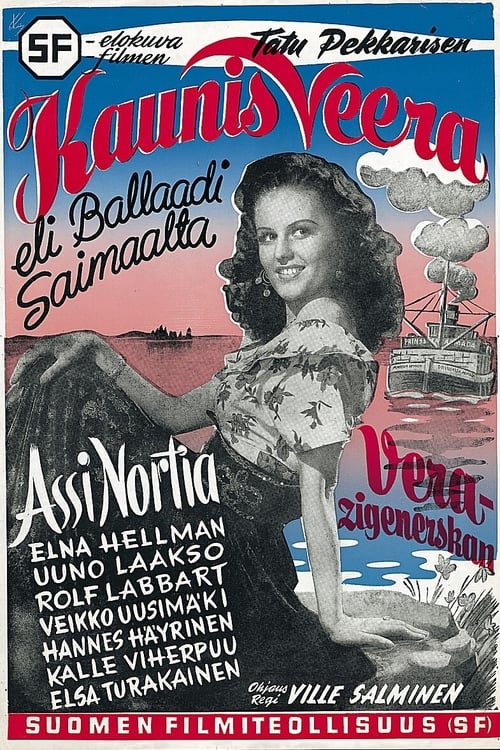 SF
-elokuva
-filmen
Tatu Pekkarisen
Kaunis Veera
eli Ballaadi
Saimaalta
Assi Nortia
ELNA HELLMAN
UUNO LAAKSO
ROLF LABBART
VEIKKO UUSIMÄKI
HANNES HÄYRINEN
KALLE VIHERPUU
ELSA TURAKAINEN
Vera-
zigenerskan
Ohjaus
Regi
VILLE SALMINEN
SUOMEN FILMITEOLLISUUS (SF)